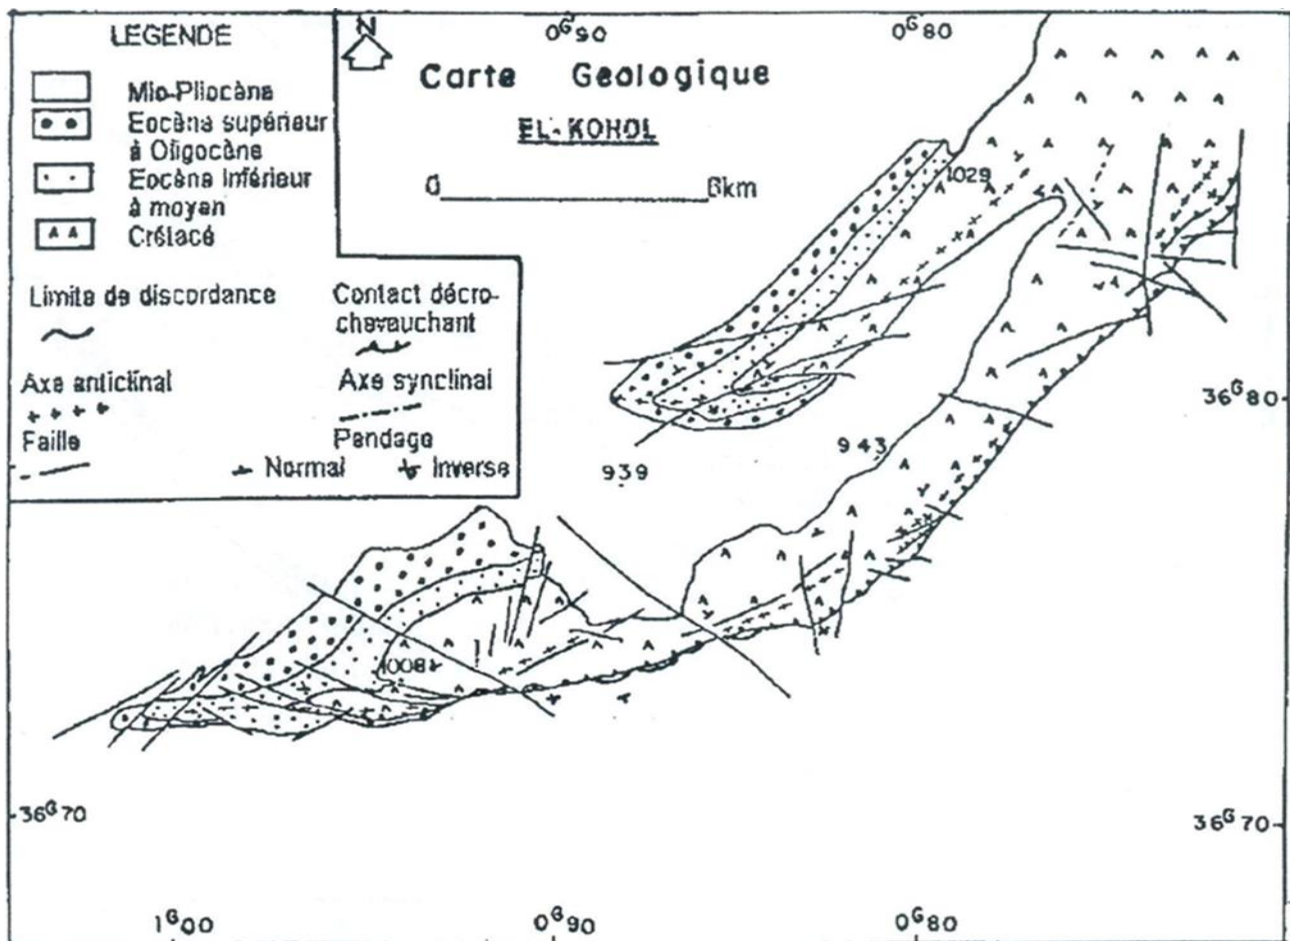 LEGENDE
Mio-Pliocène
Eocène supérieur
à Oligocène
Eocène Inférieur
à moyen
Crélacé
Limite de discordance
Contact décro-
chevauchant
Axe anticlinal
Axe synclinal
Faille
Pendage
Normal
Inverse
N
Carte Geologique
EL-KOHOL
0 6km
0ᴳ90
0ᴳ80
1029
36ᴳ80
943
939
1008
36ᴳ70
36ᴳ70
1ᴳ00
0ᴳ90
0ᴳ80